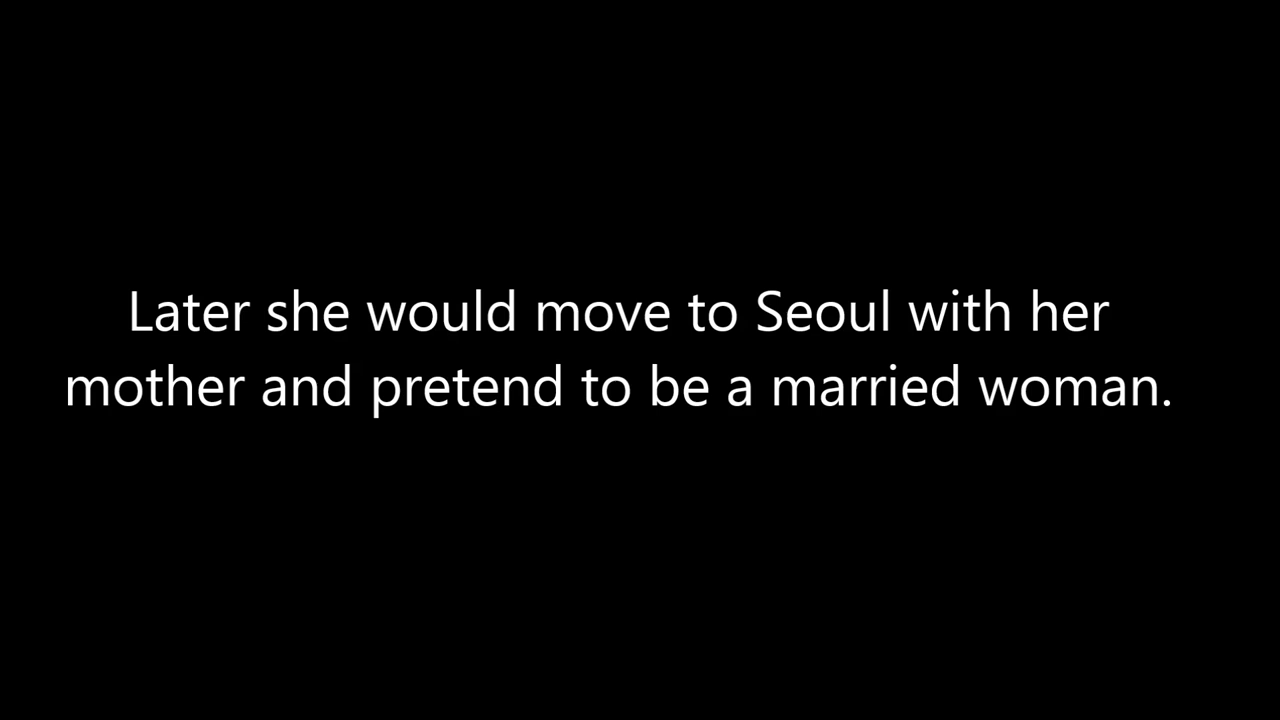 Later she would move to Seoul with her
mother and pretend to be a married woman.